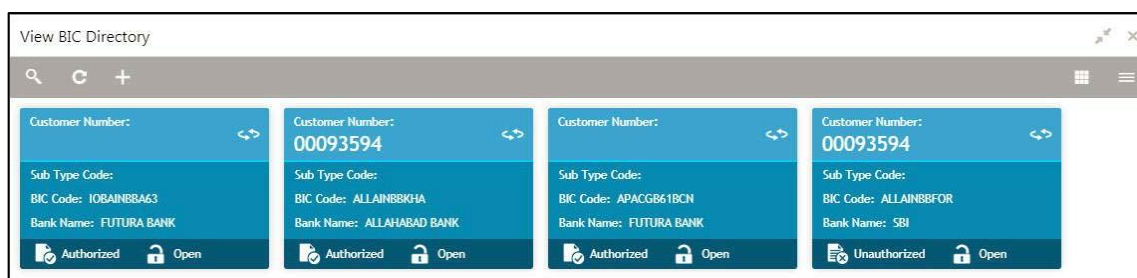 View BIC Directory
Customer Number:
Sub Type Code:
BIC Code: IOBAINBBA63
Bank Name: FUTURA BANK
Authorized Open
Customer Number:
00093594
Sub Type Code:
BIC Code: ALLAINBBKHA
Bank Name: ALLAHABAD BANK
Authorized Open
Customer Number:
Sub Type Code:
BIC Code: APACGB61BCN
Bank Name: FUTURA BANK
Authorized Open
Customer Number:
00093594
Sub Type Code:
BIC Code: ALLAINBBFOR
Bank Name: SBI
Unauthorized Open